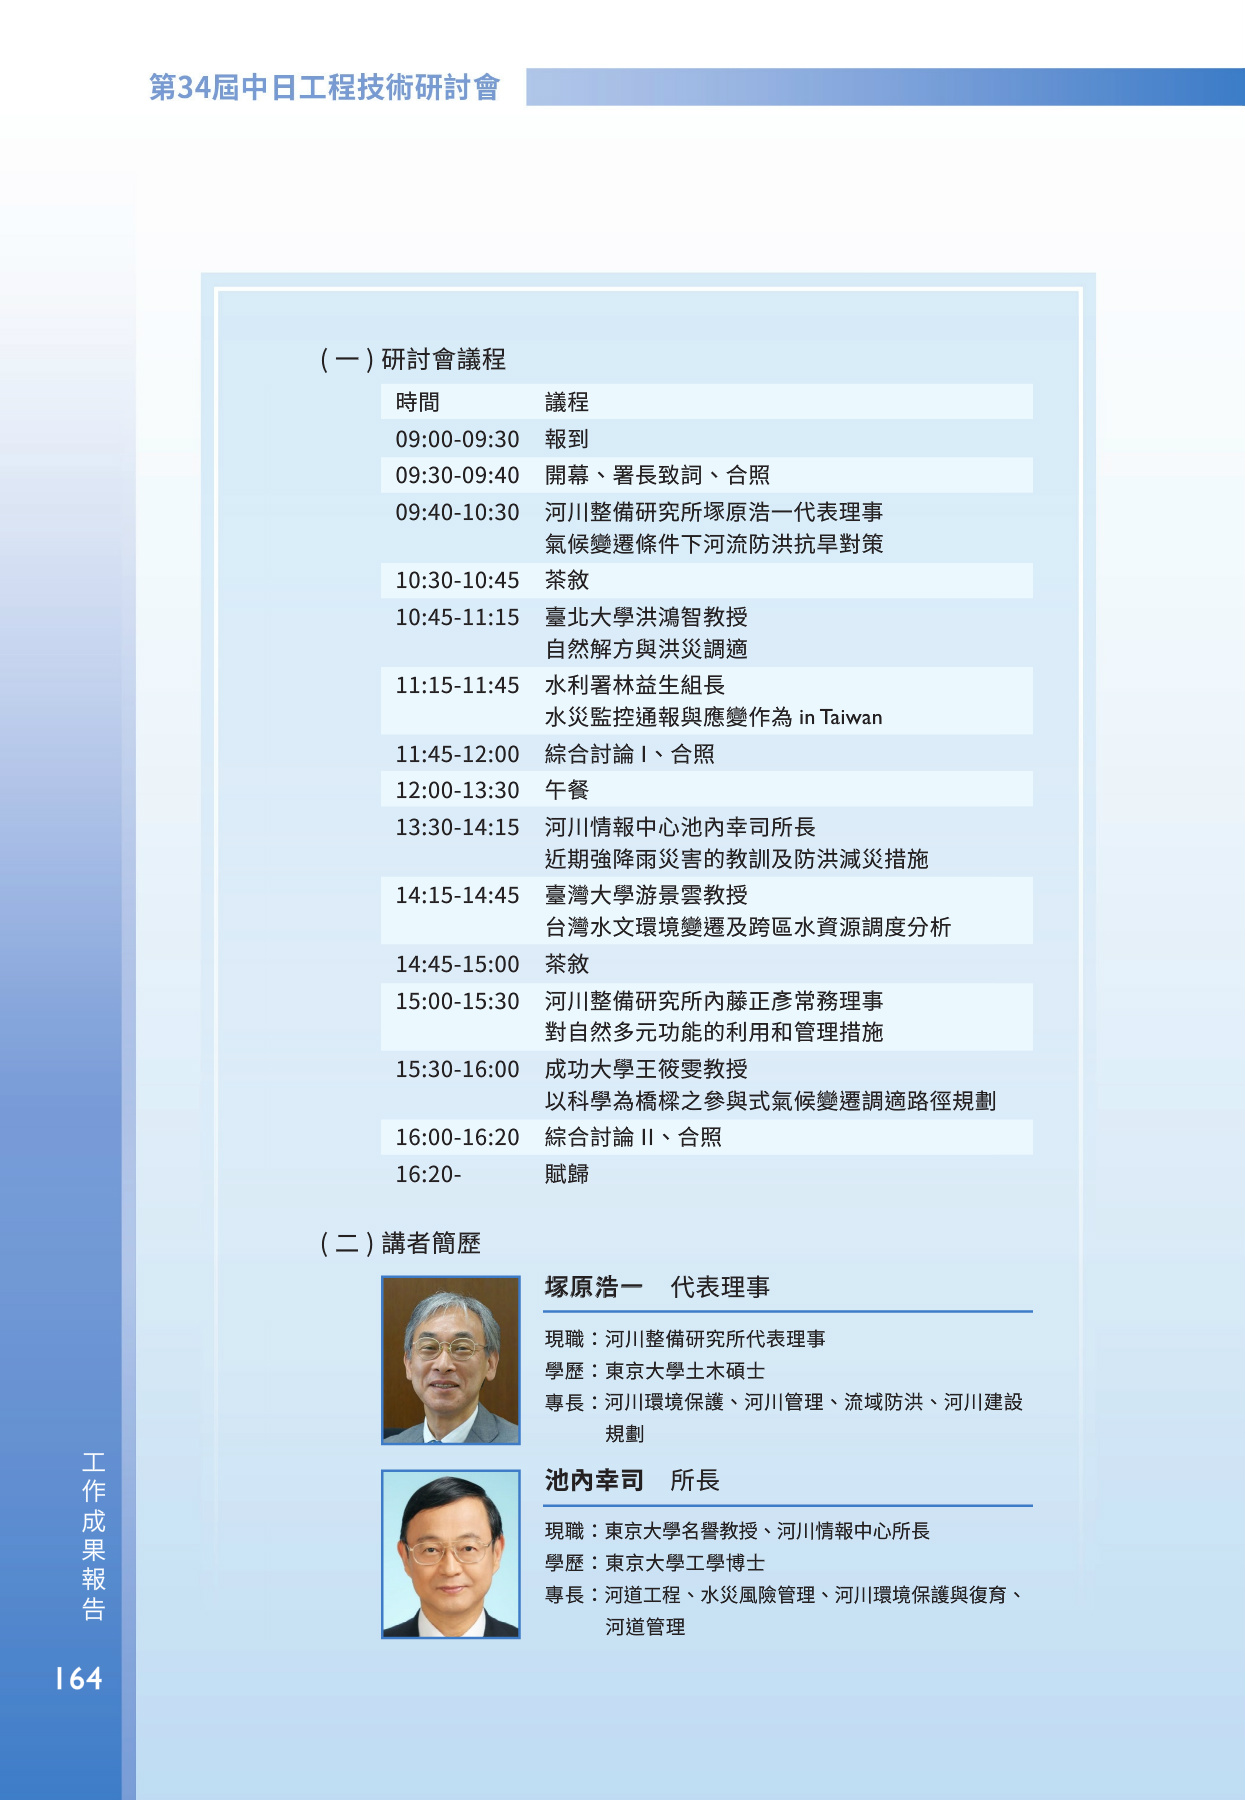 第34屆中日工程技術研討會
(一)研討會議程
時間 議程
09:00-09:30 報到
09:30-09:40 開幕、署長致詞、合照
09:40-10:30 河川整備研究所塚原浩一代表理事
氣候變遷條件下河流防洪抗旱對策
10:30-10:45 茶敘
10:45-11:15 臺北大學洪鴻智教授
自然解方與洪災調適
11:15-11:45 水利署林益生組長
水災監控通報與應變作為 in Taiwan
11:45-12:00 綜合討論 I、合照
12:00-13:30 午餐
13:30-14:15 河川情報中心池內幸司所長
近期強降雨災害的教訓及防洪減災措施
14:15-14:45 臺灣大學游景雲教授
台灣水文環境變遷及跨區水資源調度分析
14:45-15:00 茶敘
15:00-15:30 河川整備研究所內藤正彥常務理事
對自然多元功能的利用和管理措施
15:30-16:00 成功大學王筱雯教授
以科學為橋樑之參與式氣候變遷調適路徑規劃
16:00-16:20 綜合討論 II、合照
16:20- 賦歸
(二)講者簡歷
塚原浩一 代表理事
現職：河川整備研究所代表理事
學歷：東京大學土木碩士
專長：河川環境保護、河川管理、流域防洪、河川建設
規劃
池內幸司 所長
現職：東京大學名譽教授、河川情報中心所長
學歷：東京大學工學博士
專長：河道工程、水災風險管理、河川環境保護與復育、
河道管理
工作成果報告
164